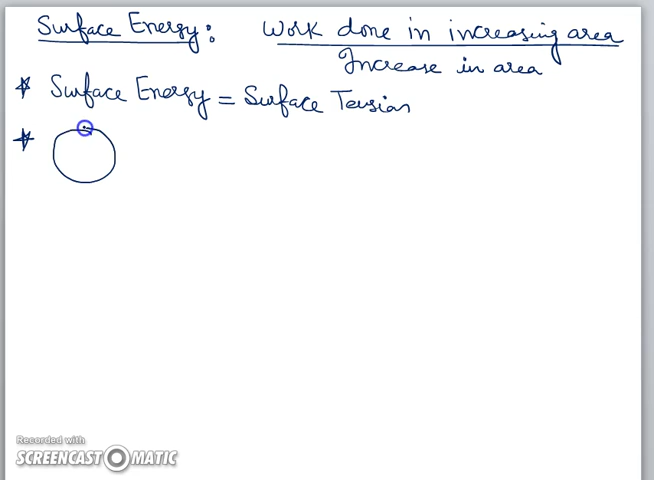 Surface Energy: Work done in increasing area
Increase in area
* Surface Energy = Surface Tension
*
Recorded with
SCREENCAST-O-MATIC